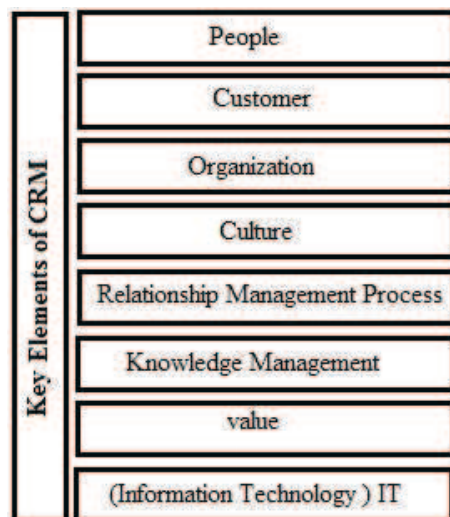 Key Elements of CRM
People
Customer
Organization
Culture
Relationship Management Process
Knowledge Management
value
(Information Technology ) IT